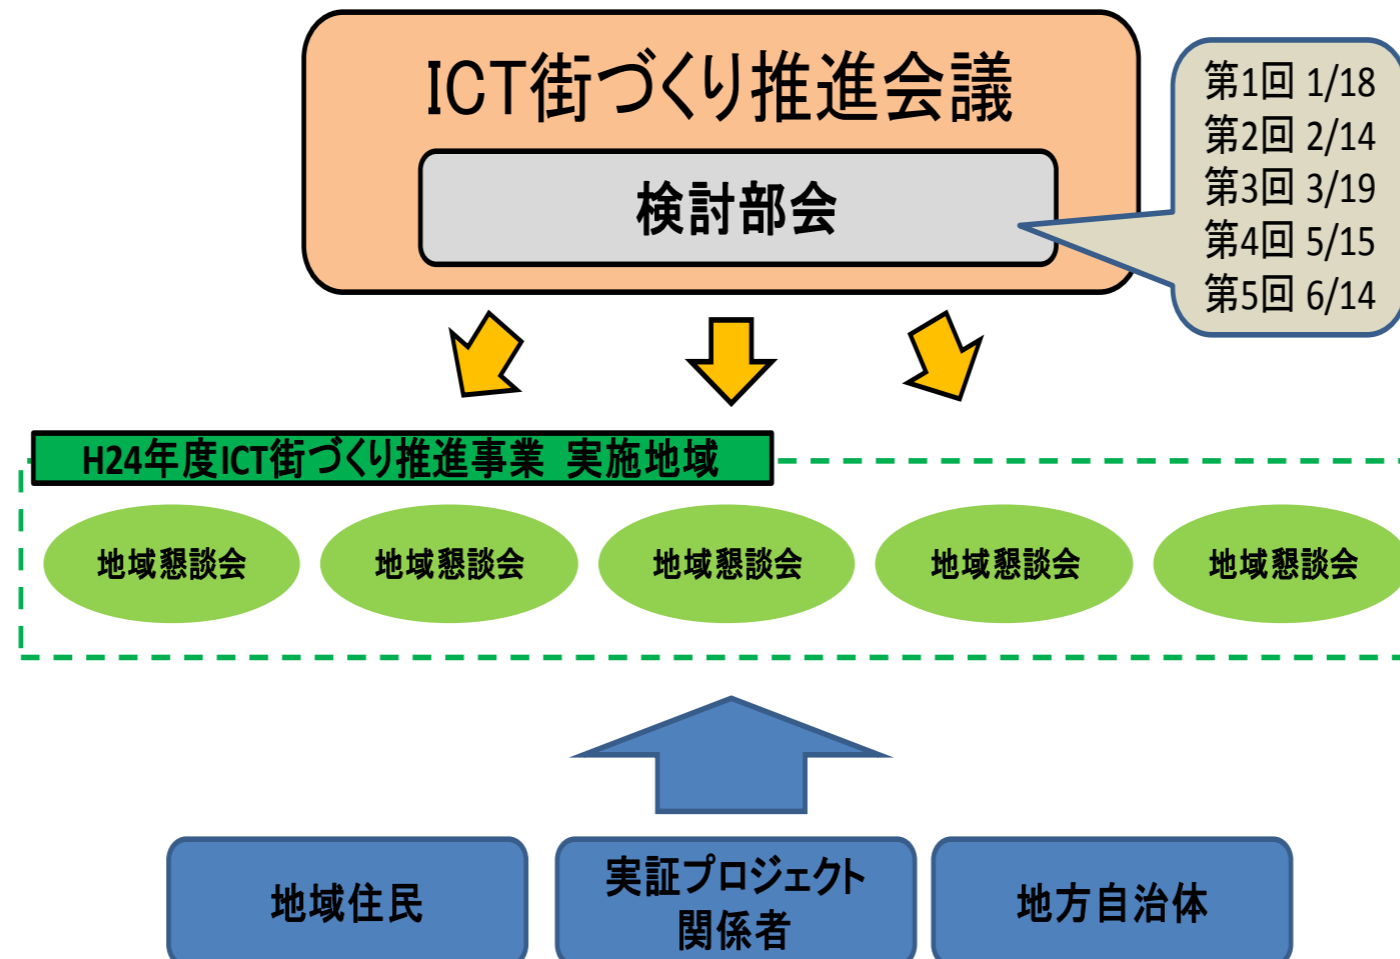 ICT街づくり推進会議
検討部会
第1回 1/18
第2回 2/14
第3回 3/19
第4回 5/15
第5回 6/14
H24年度ICT街づくり推進事業 実施地域
地域懇談会
地域懇談会
地域懇談会
地域懇談会
地域懇談会
地域住民
実証プロジェクト
関係者
地方自治体